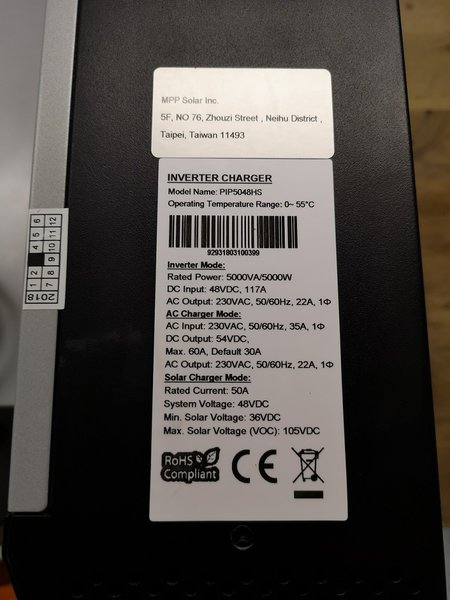 MPP Solar Inc.
5F, NO 76, Zhouzi Street , Neihu District ,
Taipei, Taiwan 11493
INVERTER CHARGER
Model Name: PIP5048HS
Operating Temperature Range: 0~ 55°C
92931803100399
Inverter Mode:
Rated Power: 5000VA/5000W
DC Input: 48VDC, 117A
AC Output: 230VAC, 50/60Hz, 22A, 1Φ
AC Charger Mode:
AC Input: 230VAC, 50/60Hz, 35A, 1Φ
DC Output: 54VDC,
Max. 60A, Default 30A
AC Output: 230VAC, 50/60Hz, 22A, 1Φ
Solar Charger Mode:
Rated Current: 50A
System Voltage: 48VDC
Min. Solar Voltage: 36VDC
Max. Solar Voltage (VOC): 105VDC
RoHS
Compliant
CE
2018
1 2 4 5 6
7 8 9 10 11 12